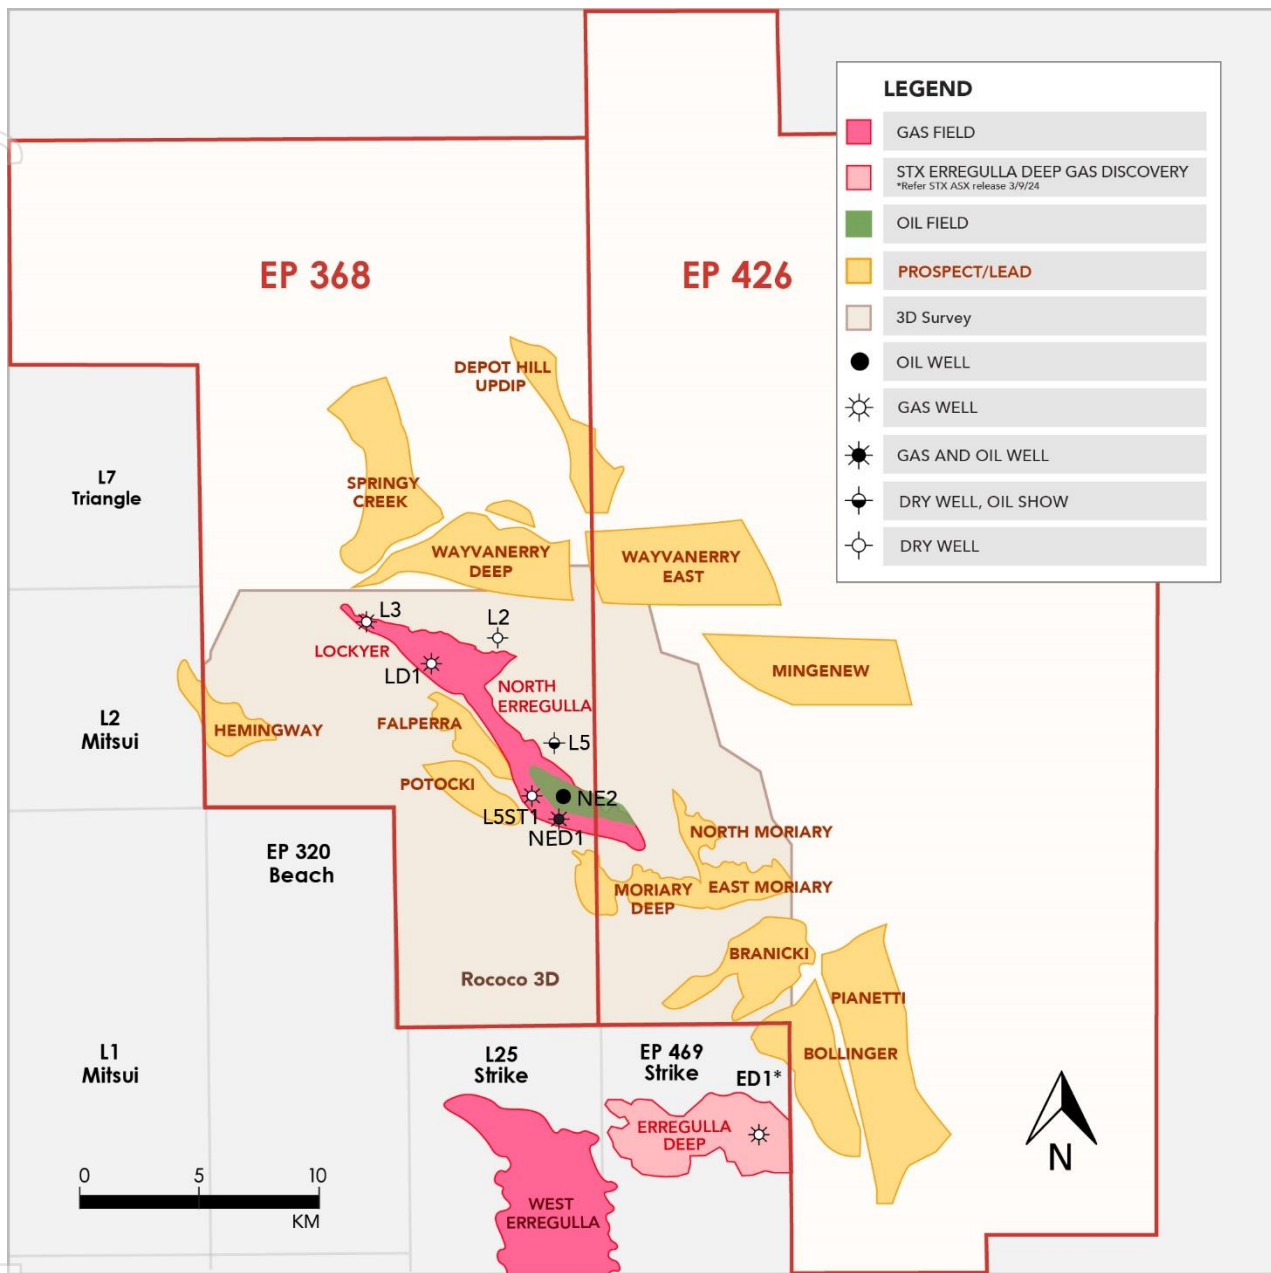 LEGEND
GAS FIELD
STX ERREGULLA DEEP GAS DISCOVERY
*Refer STX ASX release 3/9/24
OIL FIELD
PROSPECT/LEAD
3D Survey
OIL WELL
GAS WELL
GAS AND OIL WELL
DRY WELL, OIL SHOW
DRY WELL
EP 368
EP 426
DEPOT HILL
UPDIP
L7
Triangle
SPRINGY
CREEK
WAYVANERRY
DEEP
WAYVANERRY
EAST
L3
L2
LOCKYER
LD1
MINGENEW
NORTH
ERREGULLA
L2
Mitsui
HEMINGWAY
FALPERRA
L5
POTOCKI
NE2
L5ST1
NED1
NORTH MORIARY
EP 320
Beach
MORIARY
DEEP
EAST MORIARY
BRANICKI
Rococo 3D
PIANETTI
L1
Mitsui
L25
Strike
EP 469
Strike
BOLLINGER
ED1*
ERREGULLA
DEEP
N
0 5 10
KM
WEST
ERREGULLA